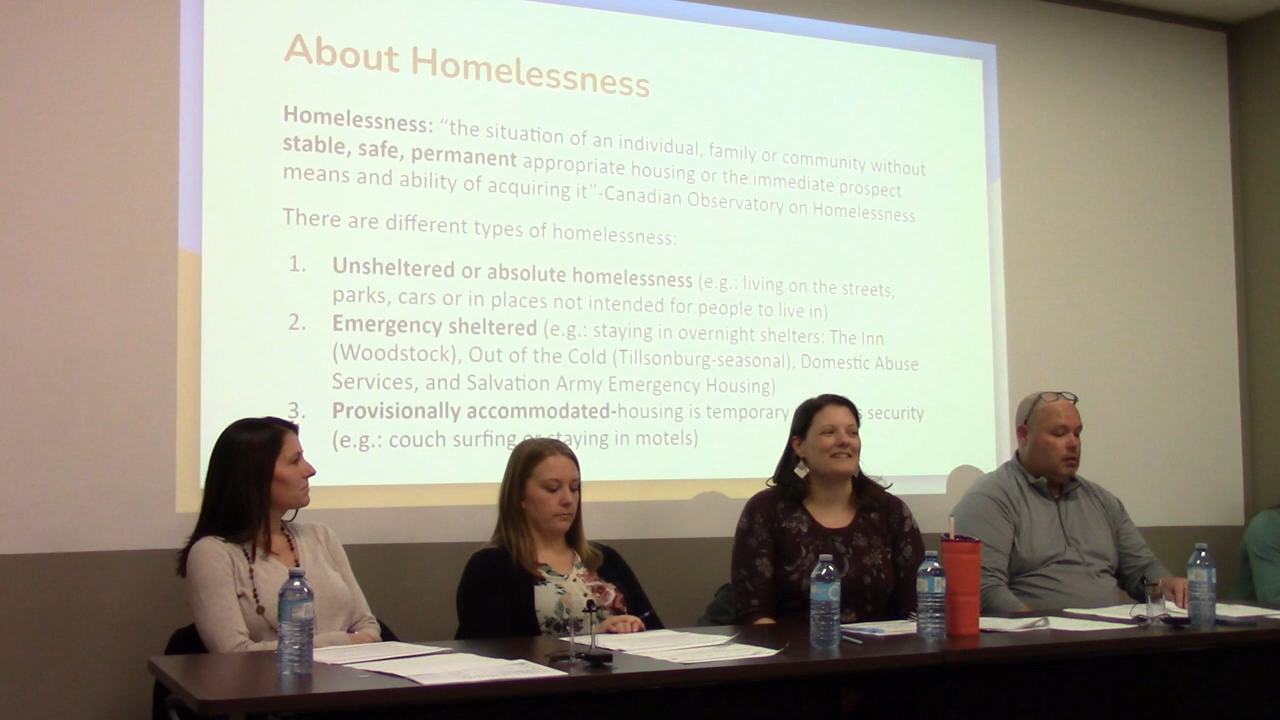 About Homelessness
Homelessness: “the situation of an individual, family or community without
stable, safe, permanent appropriate housing or the immediate prospect
means and ability of acquiring it”-Canadian Observatory on Homelessness
There are different types of homelessness:
1. Unsheltered or absolute homelessness (e.g.: living on the streets,
parks, cars or in places not intended for people to live in)
2. Emergency sheltered (e.g.: staying in overnight shelters: The Inn
(Woodstock), Out of the Cold (Tillsonburg-seasonal), Domestic Abuse
Services, and Salvation Army Emergency Housing)
3. Provisionally accommodated-housing is temporary security
(e.g.: couch surfing or staying in motels)